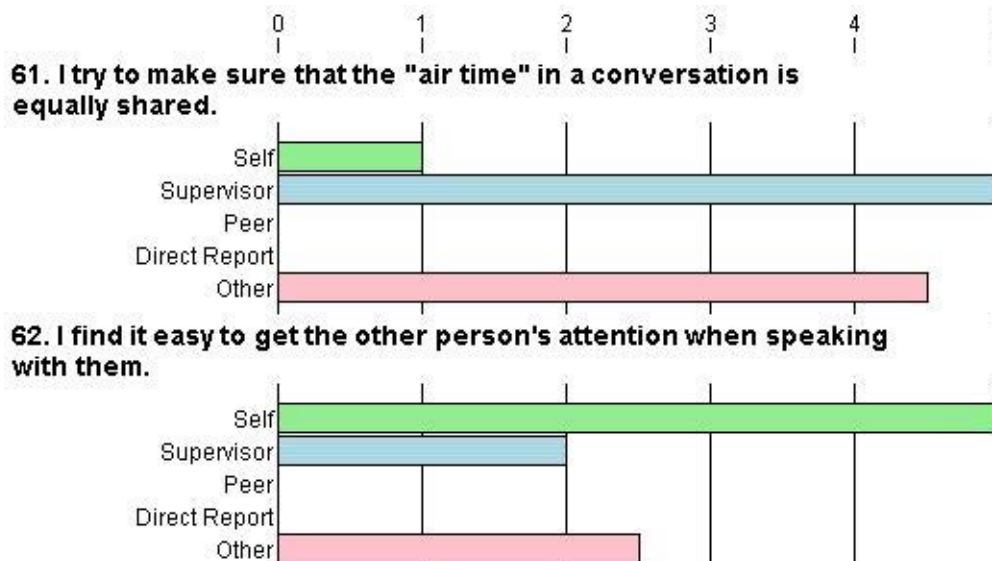 0 1 2 3 4
61. I try to make sure that the "air time" in a conversation is
equally shared.
Self
Supervisor
Peer
Direct Report
Other
62. I find it easy to get the other person's attention when speaking
with them.
Self
Supervisor
Peer
Direct Report
Other